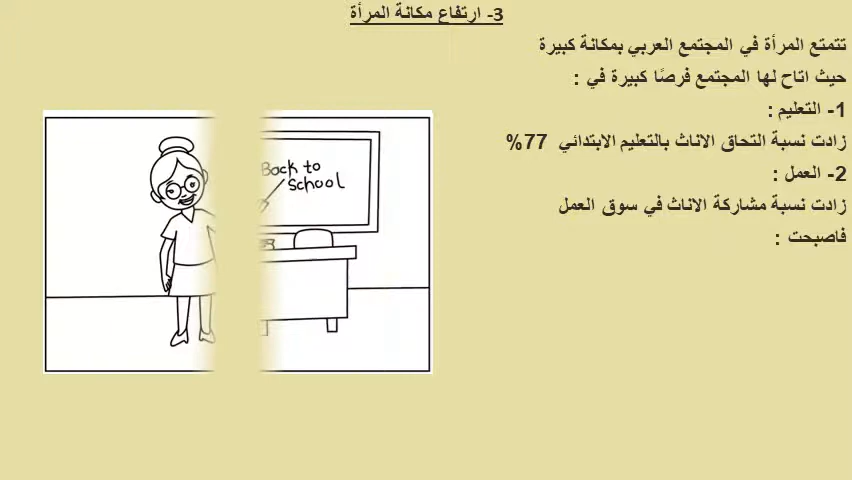 3- ارتفاع مكانة المرأة
تتمتع المرأة في المجتمع العربي بمكانة كبيرة
حيث اتاح لها المجتمع فرصًا كبيرة في :
1- التعليم :
زادت نسبة التحاق الاناث بالتعليم الابتدائي 77%
2- العمل :
زادت نسبة مشاركة الاناث في سوق العمل
فاصبحت :
Back to
School